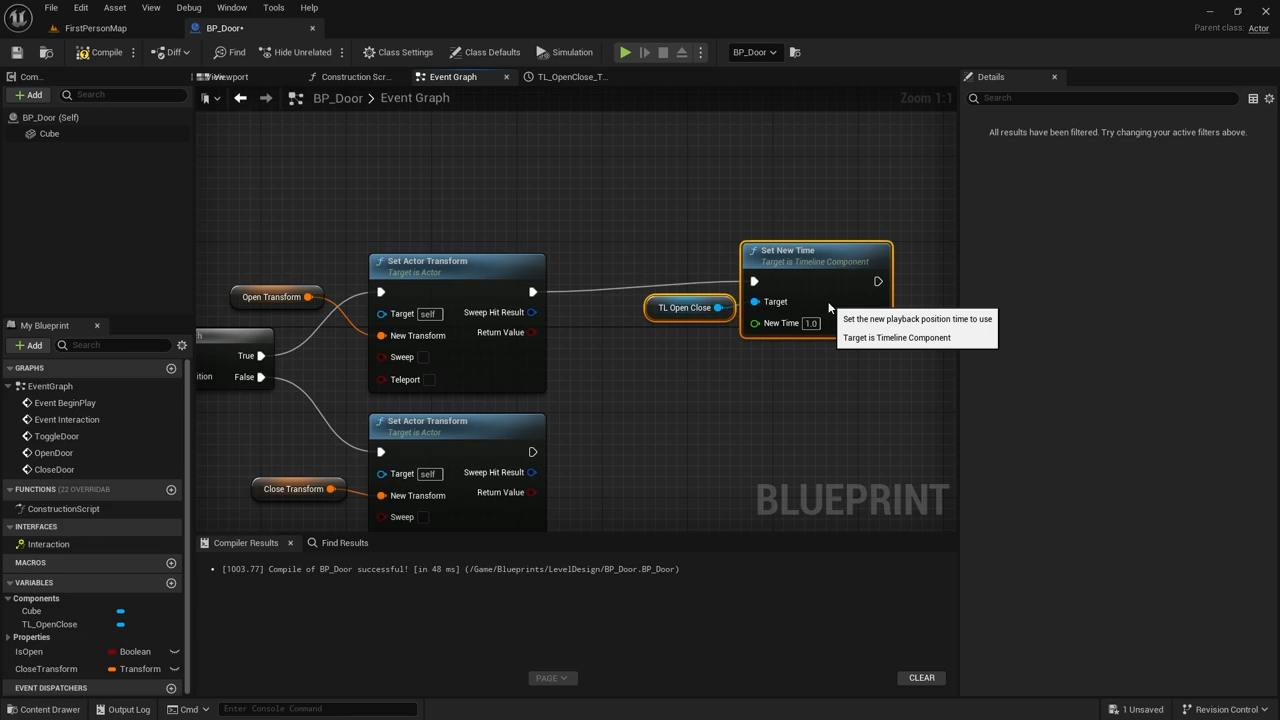 File Edit Asset View Debug Window Tools Help
FirstPersonMap
BP_Door*
Parent class: Actor
Compile
Diff
Find
Hide Unrelated
Class Settings
Class Defaults
Simulation
BP_Door
Com...
Viewport
Construction Scr...
Event Graph
TL_OpenClose_T...
Details
Add
Search
BP_Door > Event Graph
Zoom 1:1
Search
BP_Door (Self)
Cube
All results have been filtered. Try changing your active filters above.
Open Transform
Set Actor Transform
Target is Actor
Target self
Sweep Hit Result
Return Value
New Transform
Sweep
Teleport
TL Open Close
Set New Time
Target is Timeline Component
Target
New Time 1.0
Set the new playback position time to use
Target is Timeline Component
True
False
Close Transform
Set Actor Transform
Target is Actor
Target self
Sweep Hit Result
Return Value
New Transform
Sweep
BLUEPRINT
My Blueprint
Add
Search
GRAPHS
EventGraph
Event BeginPlay
Event Interaction
ToggleDoor
OpenDoor
CloseDoor
FUNCTIONS (22 OVERRIDAB
ConstructionScript
INTERFACES
Interaction
MACROS
VARIABLES
Components
Cube
TL_OpenClose
Properties
IsOpen Boolean
CloseTransform Transform
EVENT DISPATCHERS
Compiler Results
Find Results
[1003.77] Compile of BP_Door successful! [in 48 ms] (/Game/Blueprints/LevelDesign/BP_Door.BP_Door)
PAGE
CLEAR
Content Drawer
Output Log
Cmd
Enter Console Command
1 Unsaved
Revision Control